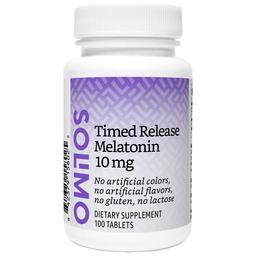 SOLIMO
Timed Release
Melatonin
10 mg
No artificial colors,
no artificial flavors,
no gluten, no lactose
DIETARY SUPPLEMENT
100 TABLETS